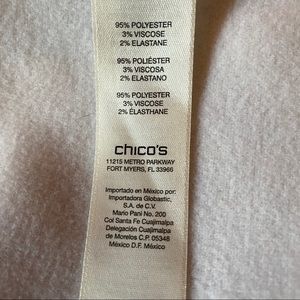 95% POLYESTER
3% VISCOSE
2% ELASTANE
95% POLIÉSTER
3% VISCOSA
2% ELASTANO
95% POLYESTER
3% VISCOSE
2% ÉLASTHANE
chico's
11215 METRO PARKWAY
FORT MYERS, FL 33966
Importado en México por:
Importadora Globastic,
S.A. de C.V.
Mario Pani No. 200
Col Santa Fe Cuajimalpa
Delegación Cuajimalpa
de Morelos C.P. 05348
México D.F. México